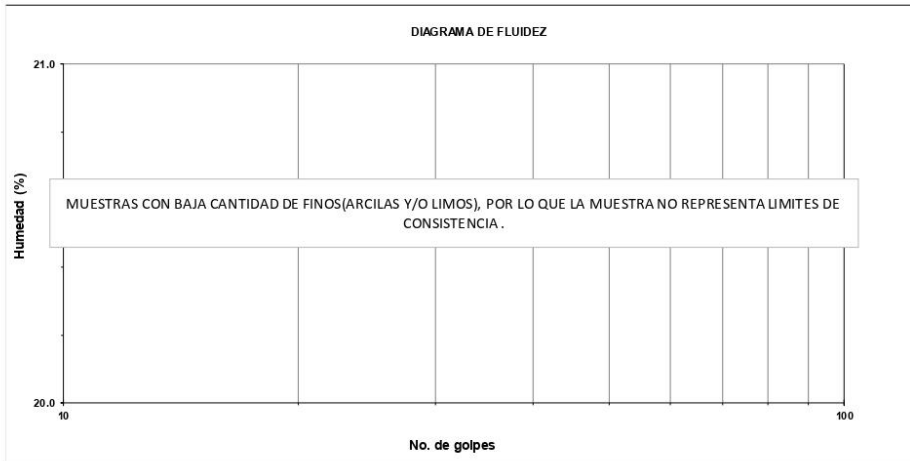 DIAGRAMA DE FLUIDEZ
21.0
Humedad (%)
MUESTRAS CON BAJA CANTIDAD DE FINOS(ARCILAS Y/O LIMOS), POR LO QUE LA MUESTRA NO REPRESENTA LIMITES DE
CONSISTENCIA .
20.0
10
100
No. de golpes